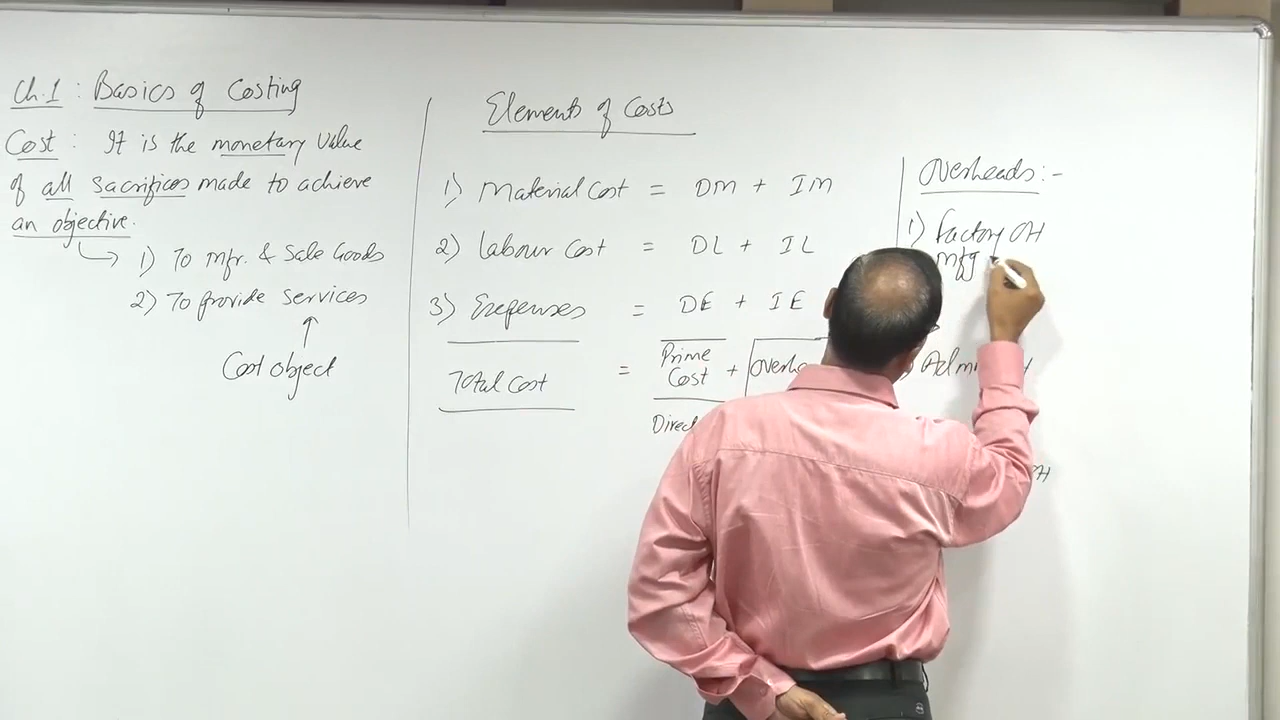 Ch.1 : Basics of Costing
Cost : It is the monetary value
of all sacrifices made to achieve
an objective.
1) To Mfr. & Sale Goods
2) To provide services
Cost object
Elements of Costs
1) Material Cost = DM + IM
2) Labour Cost = DL + IL
3) Expenses = DE + IE
Total Cost = Prime Cost +
Overheads :-
1) Factory OH
Mfg
OH